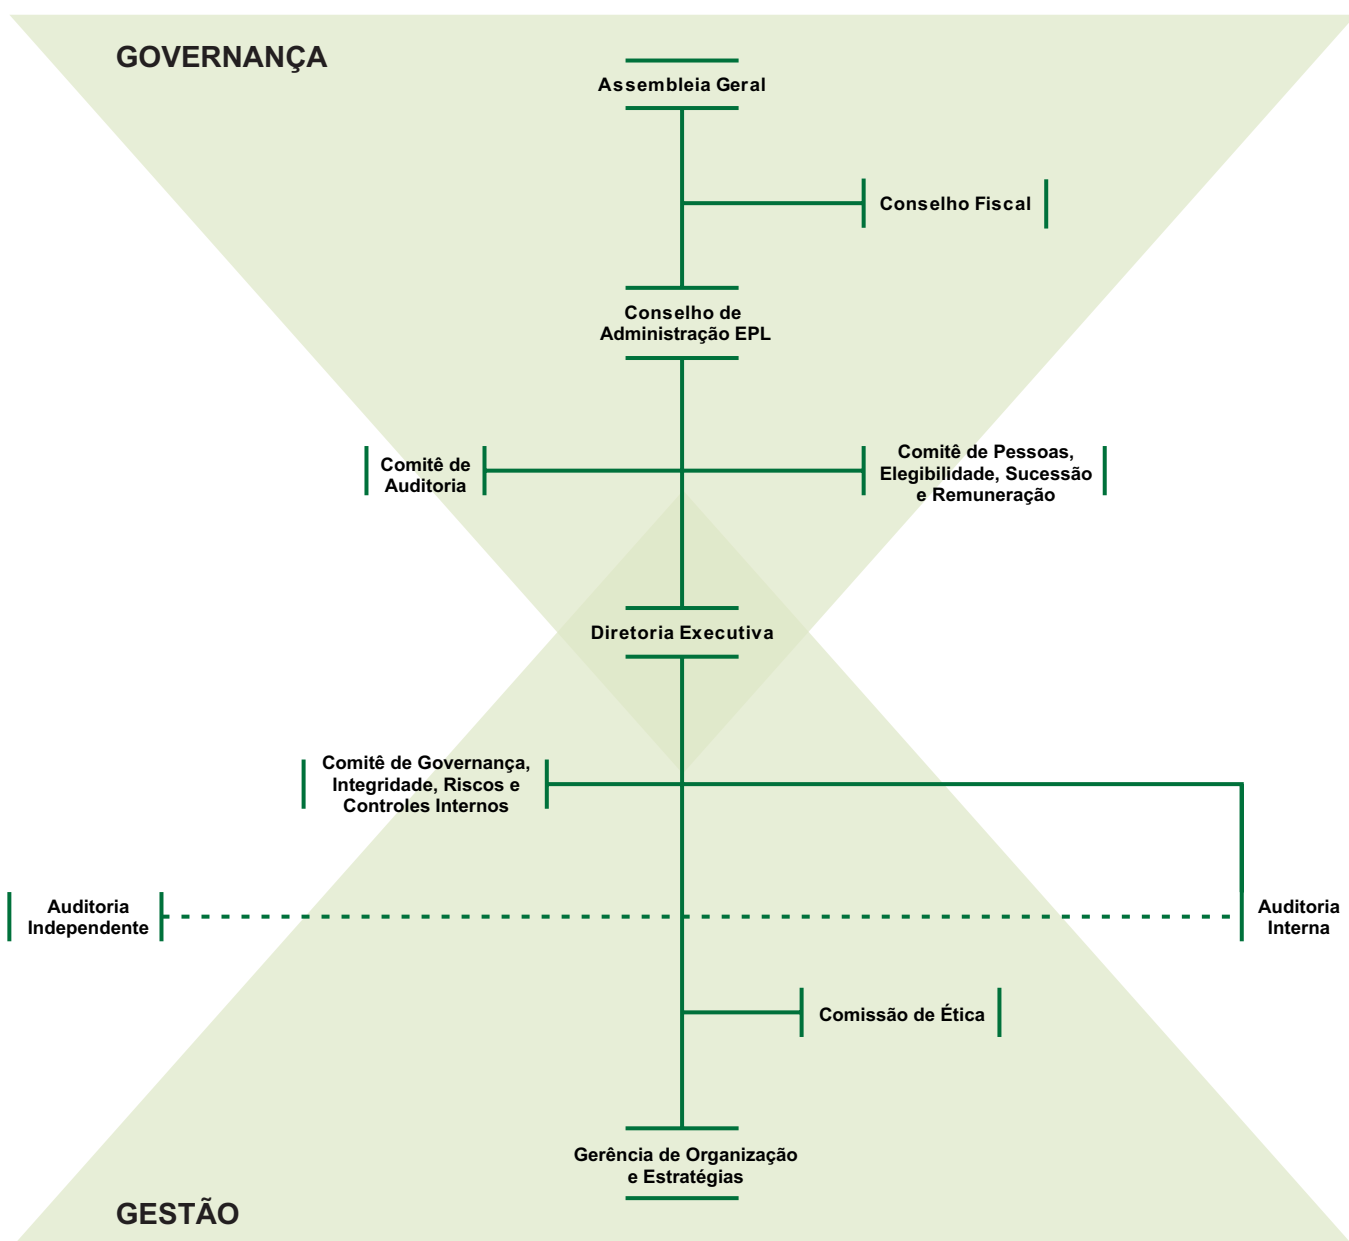 GOVERNANÇA
Assembleia Geral
Conselho Fiscal
Conselho de
Administração EPL
Comitê de
Auditoria
Comitê de Pessoas,
Elegibilidade, Sucessão
e Remuneração
Diretoria Executiva
Comitê de Governança,
Integridade, Riscos e
Controles Internos
Auditoria
Independente
Auditoria
Interna
Comissão de Ética
Gerência de Organização
e Estratégias
GESTÃO